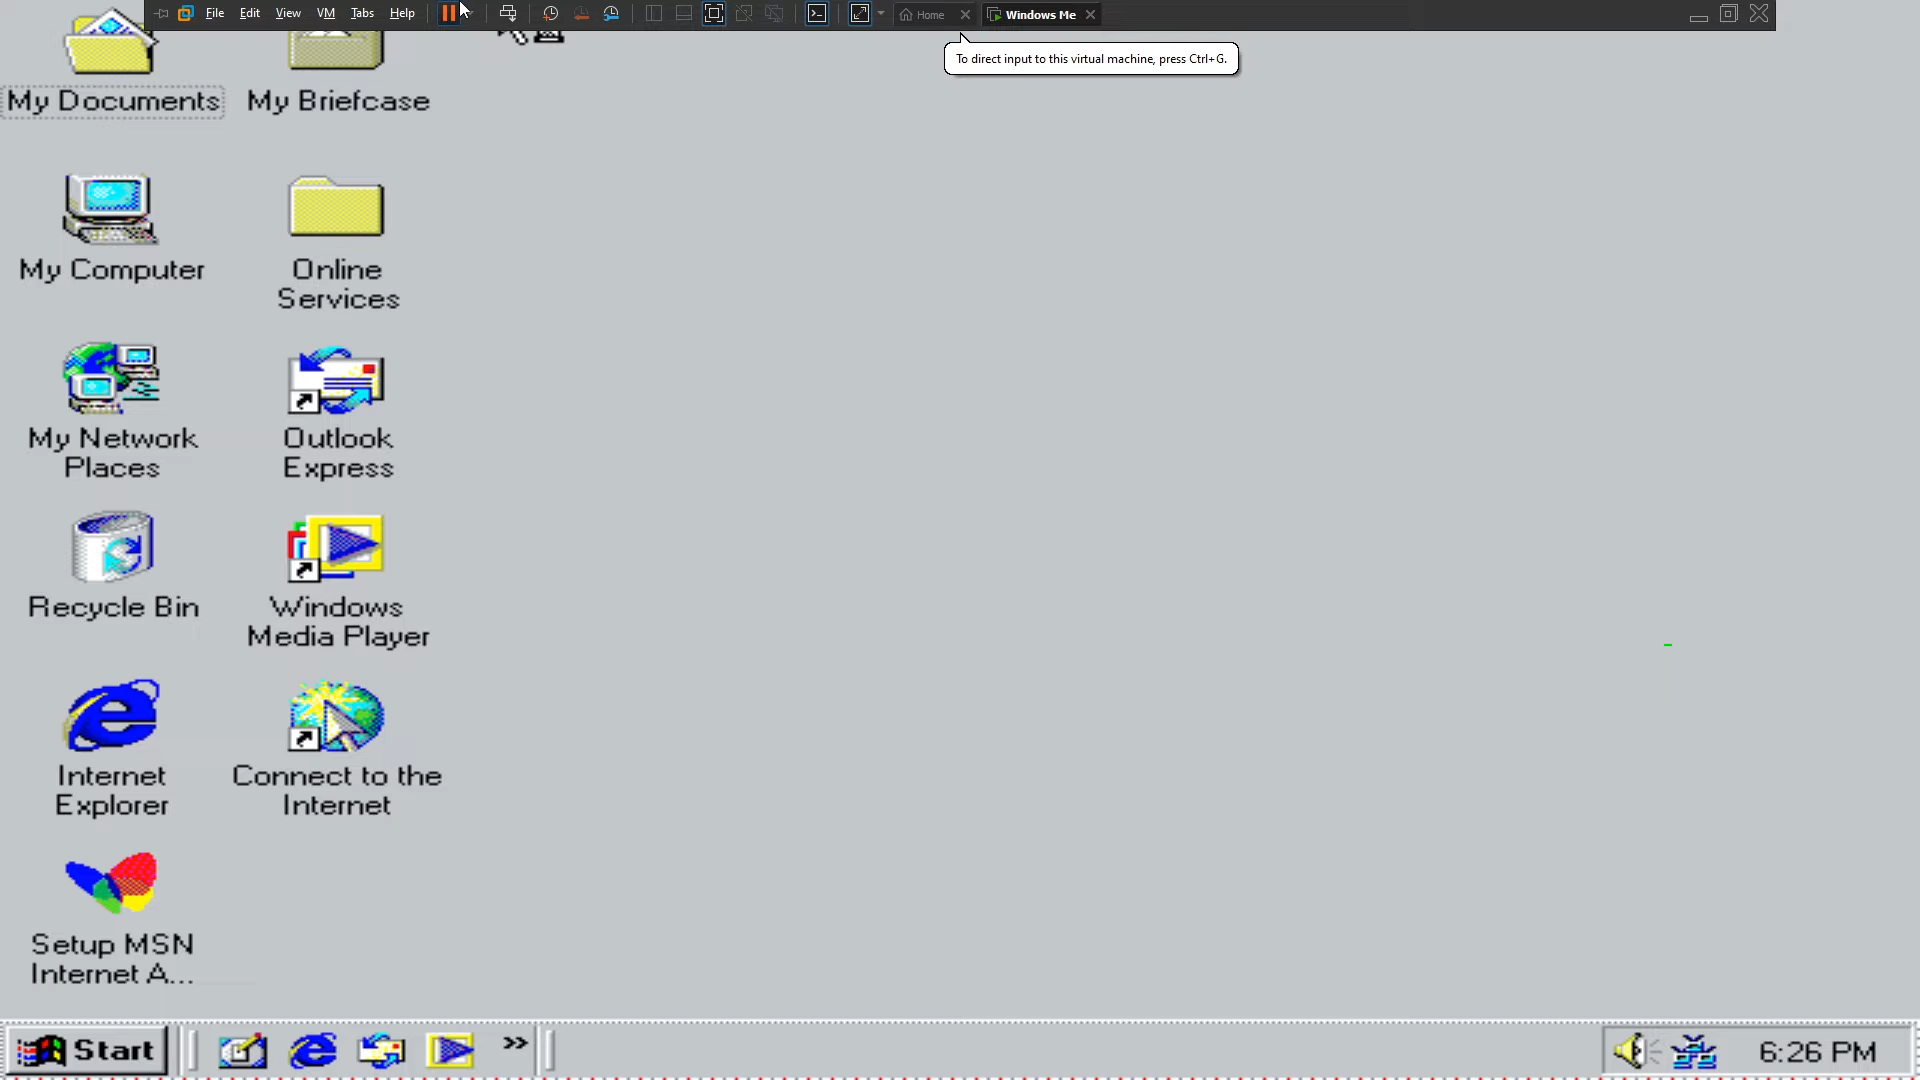 File Edit View VM Tabs Help Home Windows Me
To direct input to this virtual machine, press Ctrl+G.
My Documents
My Briefcase
My Computer
Online
Services
My Network
Places
Outlook
Express
Recycle Bin
Windows
Media Player
Internet
Explorer
Connect to the
Internet
Setup MSN
Internet A...
Start
6:26 PM